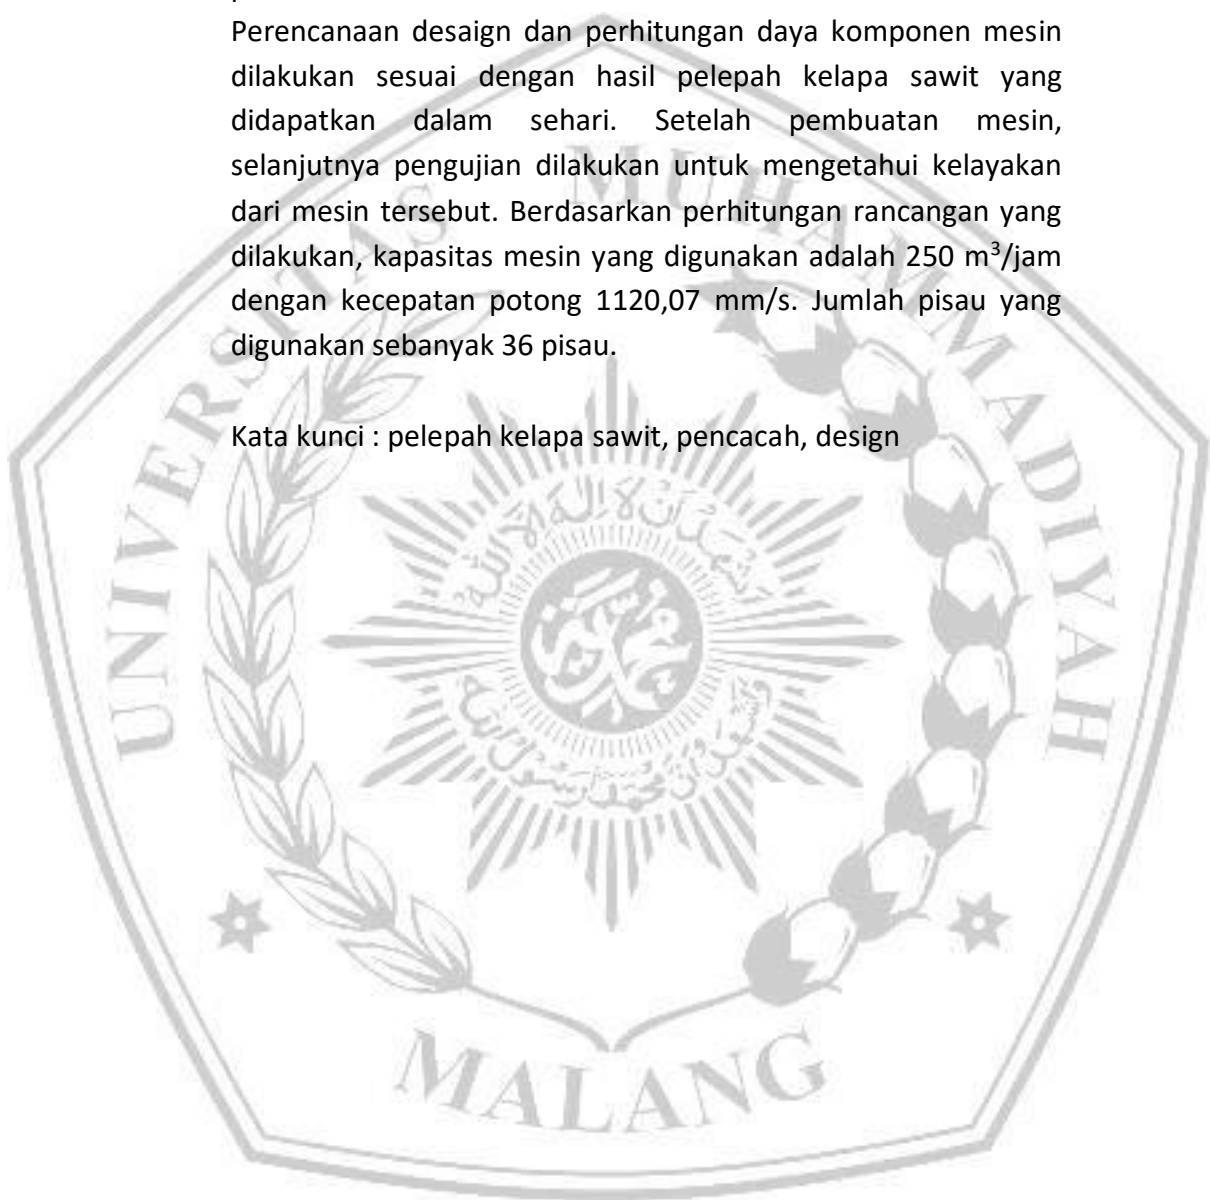 Perencanaan desaign dan perhitungan daya komponen mesin
dilakukan sesuai dengan hasil pelepah kelapa sawit yang
didapatkan dalam sehari. Setelah pembuatan mesin,
selanjutnya pengujian dilakukan untuk mengetahui kelayakan
dari mesin tersebut. Berdasarkan perhitungan rancangan yang
dilakukan, kapasitas mesin yang digunakan adalah 250 m³/jam
dengan kecepatan potong 1120,07 mm/s. Jumlah pisau yang
digunakan sebanyak 36 pisau.
Kata kunci : pelepah kelapa sawit, pencacah, design
UNIVERSITAS MUHAMMADIYAH
MALANG